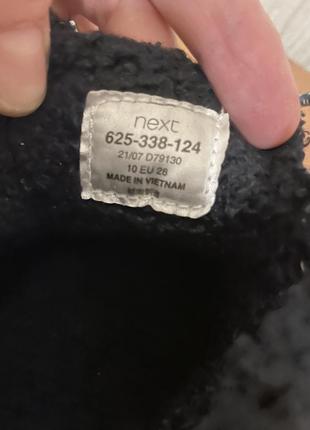 next
625-338-124
21/07 D79130
10 EU 28
MADE IN VIETNAM